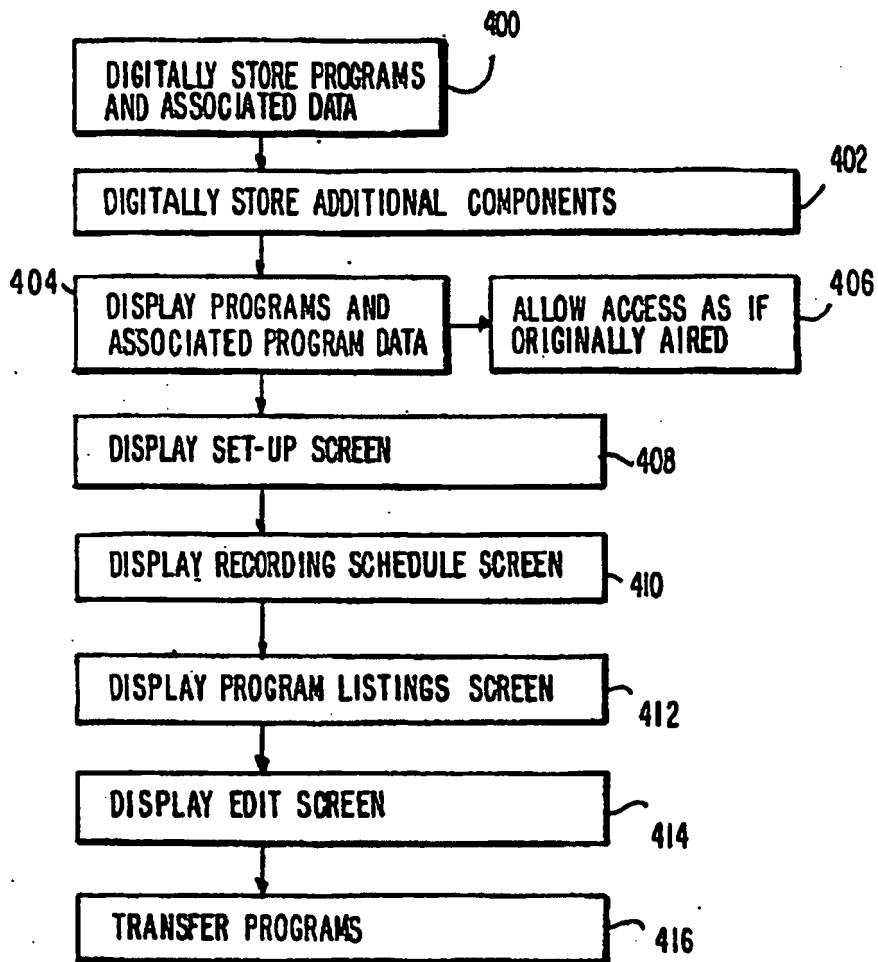 400
DIGITALLY STORE PROGRAMS
AND ASSOCIATED DATA
402
DIGITALLY STORE ADDITIONAL COMPONENTS
404
DISPLAY PROGRAMS AND
ASSOCIATED PROGRAM DATA
406
ALLOW ACCESS AS IF
ORIGINALLY AIRED
DISPLAY SET-UP SCREEN
408
DISPLAY RECORDING SCHEDULE SCREEN
410
DISPLAY PROGRAM LISTINGS SCREEN
412
DISPLAY EDIT SCREEN
414
TRANSFER PROGRAMS
416